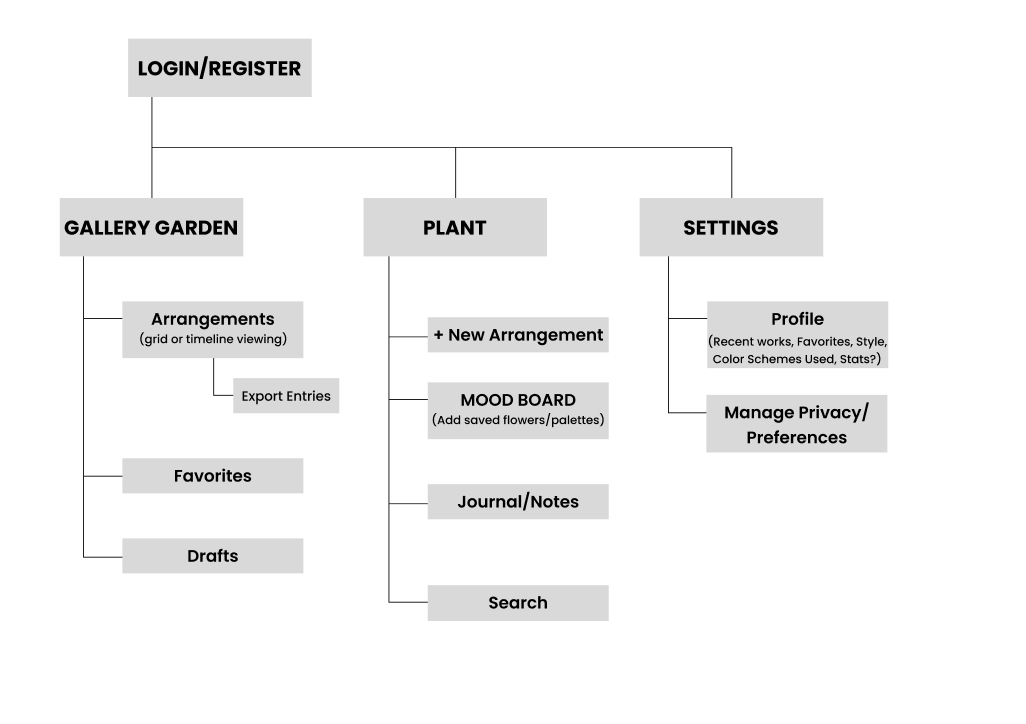 LOGIN/REGISTER
GALLERY GARDEN
Arrangements
(grid or timeline viewing)
Export Entries
Favorites
Drafts
PLANT
+ New Arrangement
MOOD BOARD
(Add saved flowers/palettes)
Journal/Notes
Search
SETTINGS
Profile
(Recent works, Favorites, Style,
Color Schemes Used, Stats?)
Manage Privacy/
Preferences